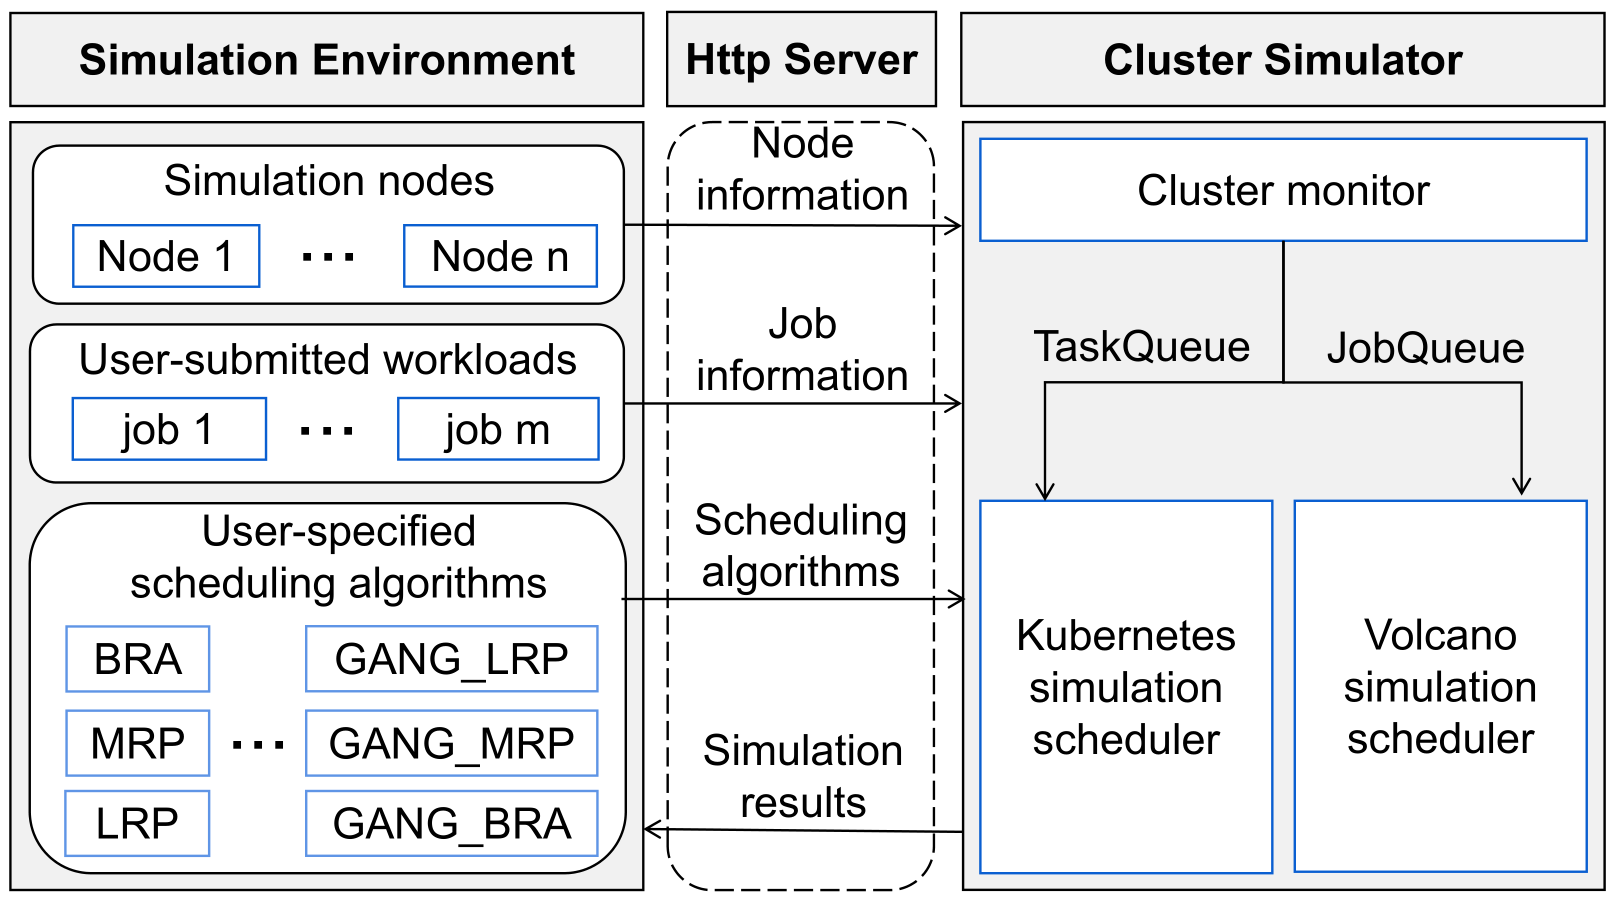 Simulation Environment
Http Server
Cluster Simulator
Simulation nodes
Node 1
...
Node n
User-submitted workloads
job 1
...
job m
User-specified
scheduling algorithms
BRA
GANG_LRP
MRP
...
GANG_MRP
LRP
GANG_BRA
Node
information
Job
information
Scheduling
algorithms
Simulation
results
Cluster monitor
TaskQueue
JobQueue
Kubernetes
simulation
scheduler
Volcano
simulation
scheduler